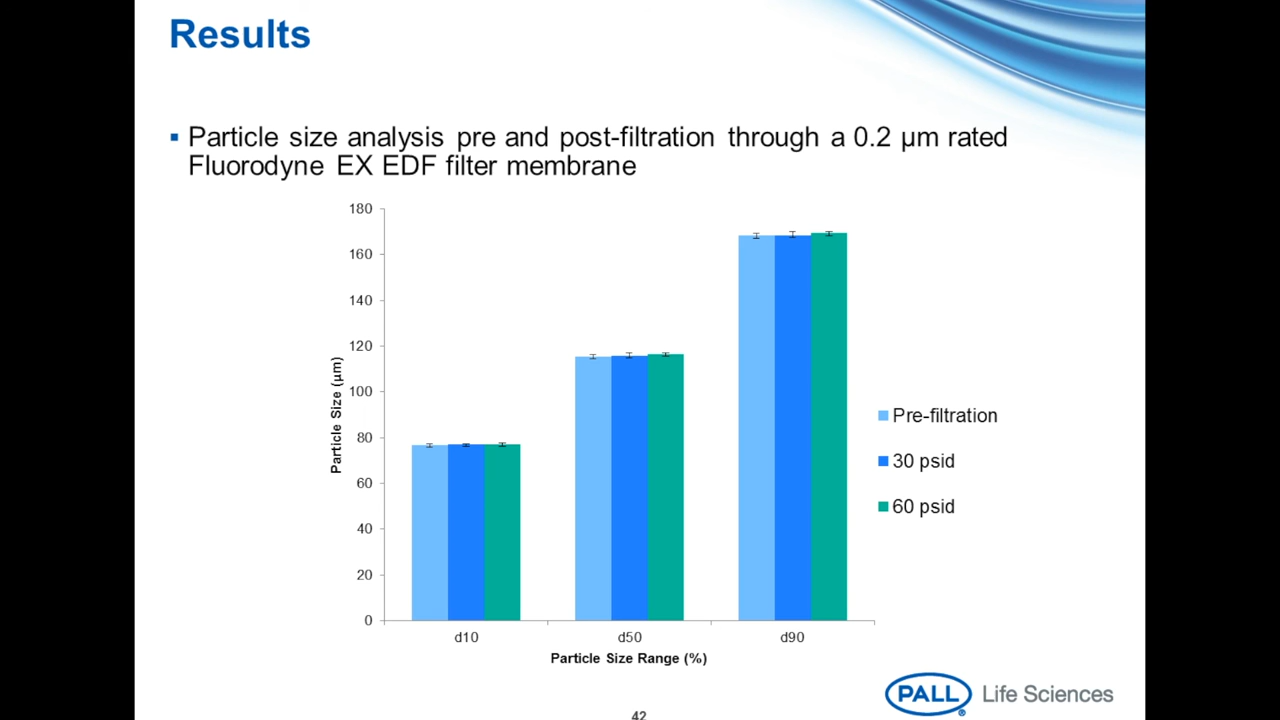 Results
▪ Particle size analysis pre and post-filtration through a 0.2 µm rated
Fluorodyne EX EDF filter membrane
180
160
140
120
100
80
60
40
20
0
Particle Size (µm)
d10
d50
d90
Particle Size Range (%)
Pre-filtration
30 psid
60 psid
PALL® Life Sciences
42